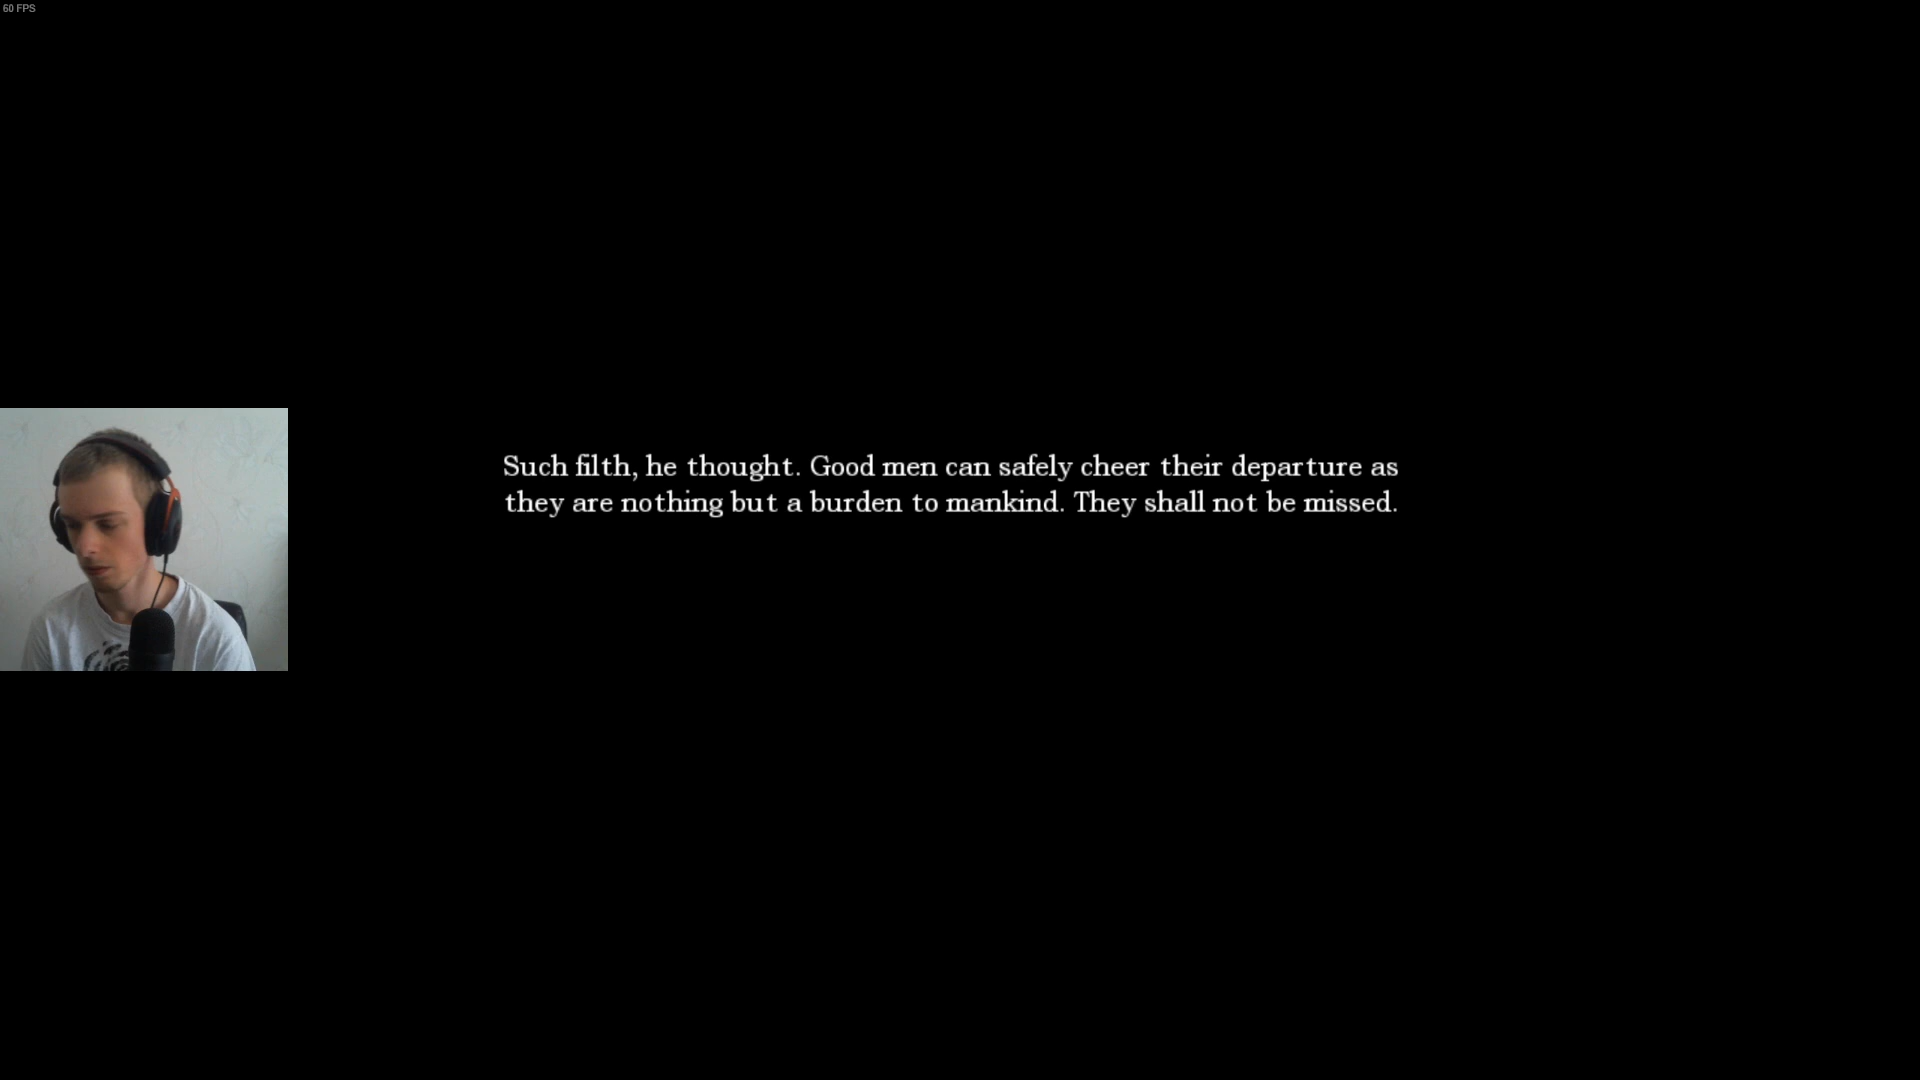 60 FPS
Such filth, he thought. Good men can safely cheer their departure as
they are nothing but a burden to mankind. They shall not be missed.